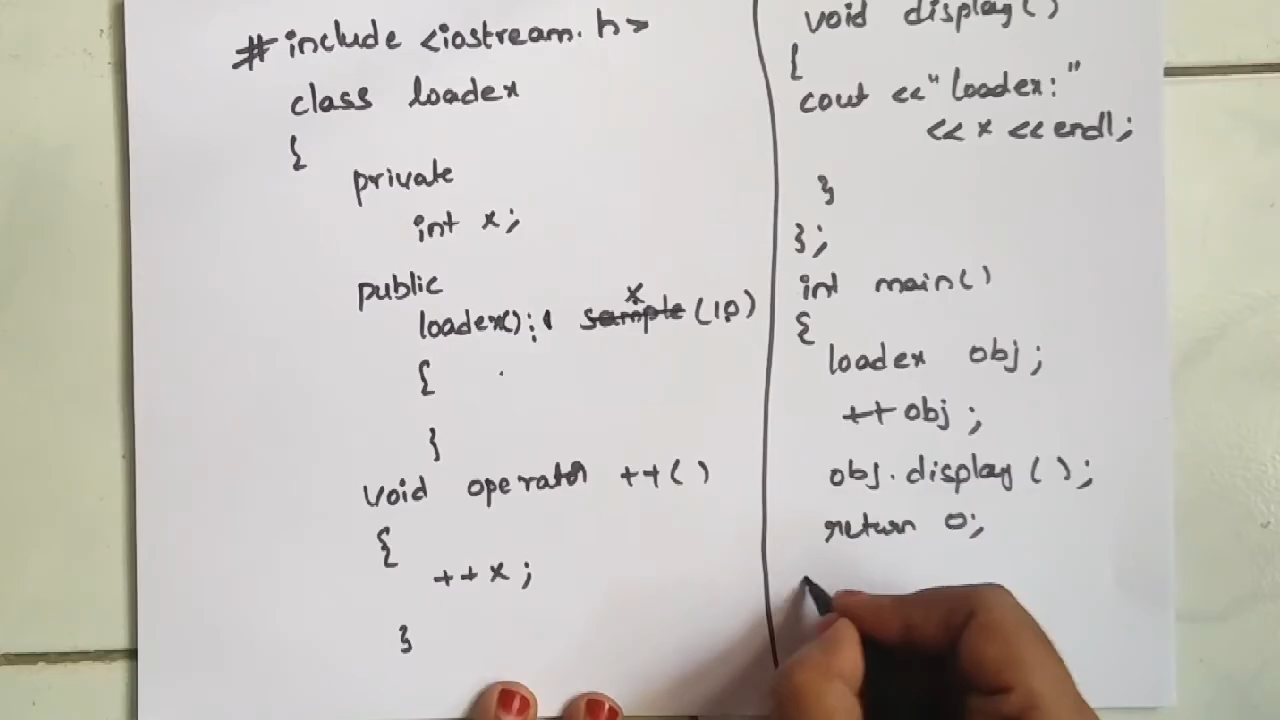 #include <iostream.h>
class loadex
{
private
int x;
public
loadex(): x (10)
{
}
void operator ++()
{
++x;
}
void display()
{
cout <<"loadex:"
<< x << endl;
}
};
int main()
{
loadex obj;
++obj;
obj.display();
return 0;